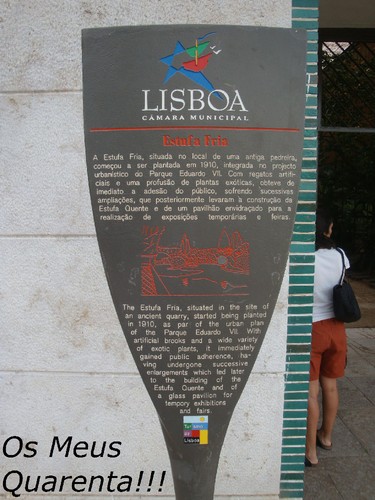 LISBOA
CÂMARA MUNICIPAL
Estufa Fria
A Estufa Fria, situada no local de uma antiga pedreira,
começou a ser plantada em 1910, integrada no projecto
urbanístico do Parque Eduardo VII. Com regatos artifi-
ciais e uma profusão de plantas exóticas, obteve de
imediato a adesão do público, sofrendo sucessivas
ampliações, que posteriormente levaram à construção da
Estufa Quente e de um pavilhão envidraçado para a
realização de exposições temporárias e feiras.
The Estufa Fria, situated in the site of
an ancient quarry, started being planted
in 1910, as par of the urban plan
of the Parque Eduardo VII. With
artificial brooks and a wide variety
of exotic plants, it immediately
gained public adherence, ha-
ving undergone successive
enlargements which led later
to the building of the
Estufa Quente and of
a glass pavilion for
tempory exhibitions
and fairs.
Turismo
de
Lisboa
Os Meus
Quarenta!!!